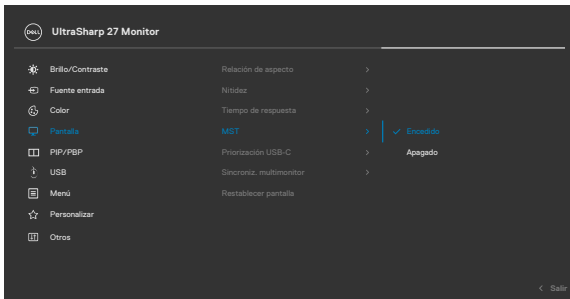 DELL UltraSharp 27 Monitor
Brillo/Contraste
Fuente entrada
Color
Pantalla
PIP/PBP
USB
Menú
Personalizar
Otros
Relación de aspecto
Nitidez
Tiempo de respuesta
MST
Priorización USB-C
Sincroniz. multimonitor
Restablecer pantalla
Encedido
Apagado
Salir